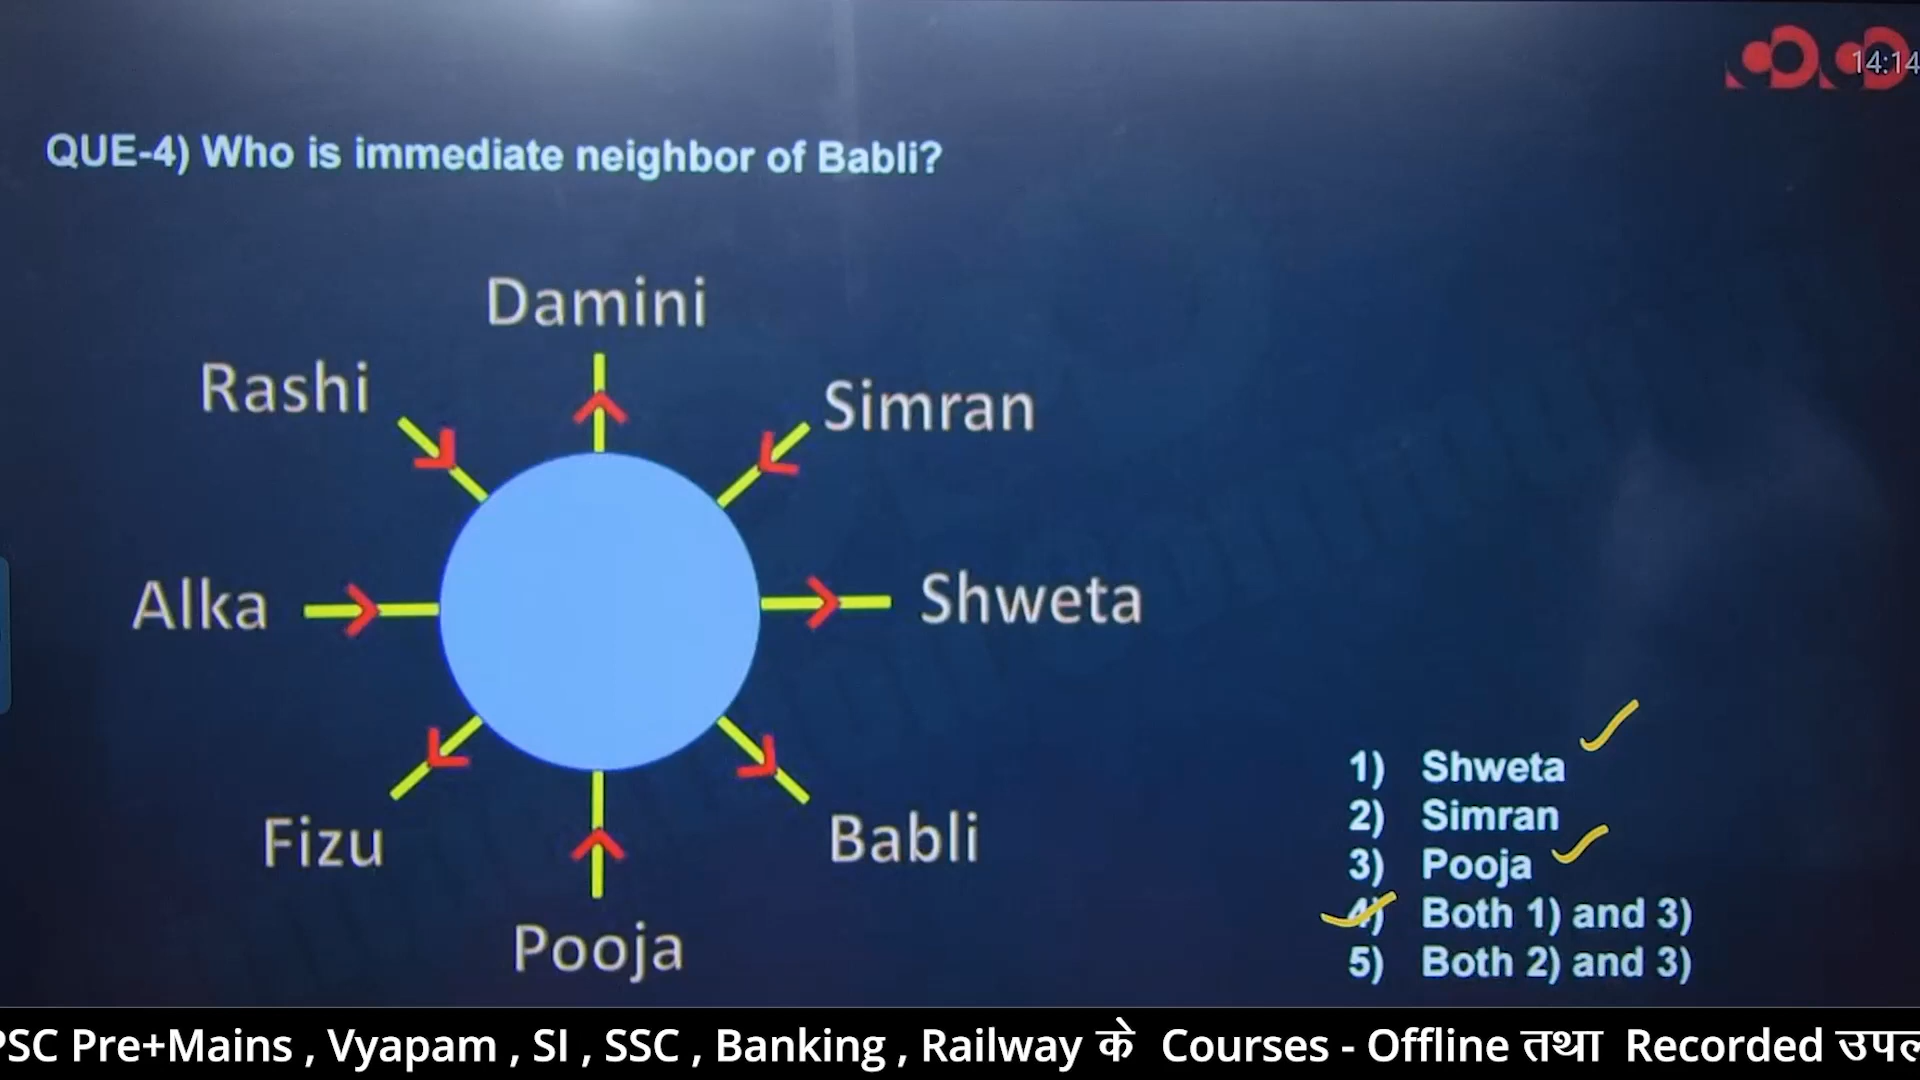 14:14
QUE-4) Who is immediate neighbor of Babli?
Damini
Rashi
Simran
Alka
Shweta
Fizu
Babli
Pooja
1) Shweta
2) Simran
3) Pooja
4) Both 1) and 3)
5) Both 2) and 3)
PSC Pre+Mains , Vyapam , SI , SSC , Banking , Railway के Courses - Offline तथा Recorded